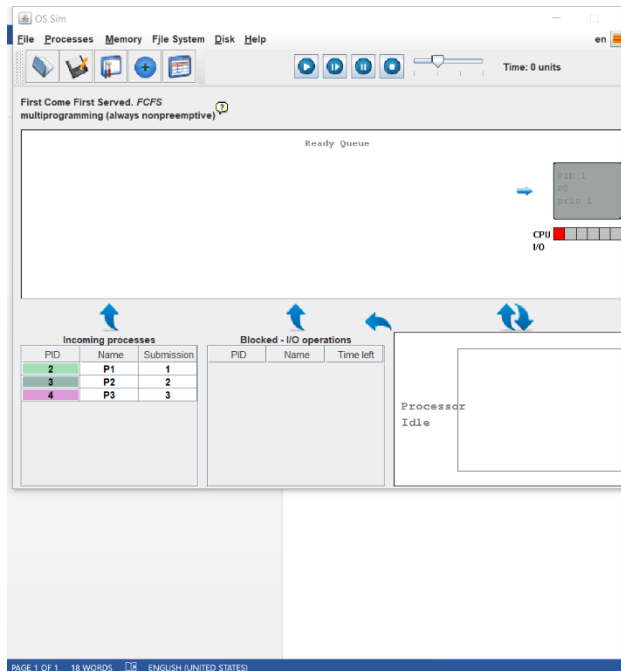 OS Sim
File Processes Memory File System Disk Help en
Time: 0 units
First Come First Served. FCFS
multiprogramming (always nonpreemptive)
Ready Queue
PID 1
P0
prio 1
CPU
I/O
Incoming processes
PID Name Submission
2 P1 1
3 P2 2
4 P3 3
Blocked - I/O operations
PID Name Time left
Processor
Idle
PAGE 1 OF 1 18 WORDS ENGLISH (UNITED STATES)